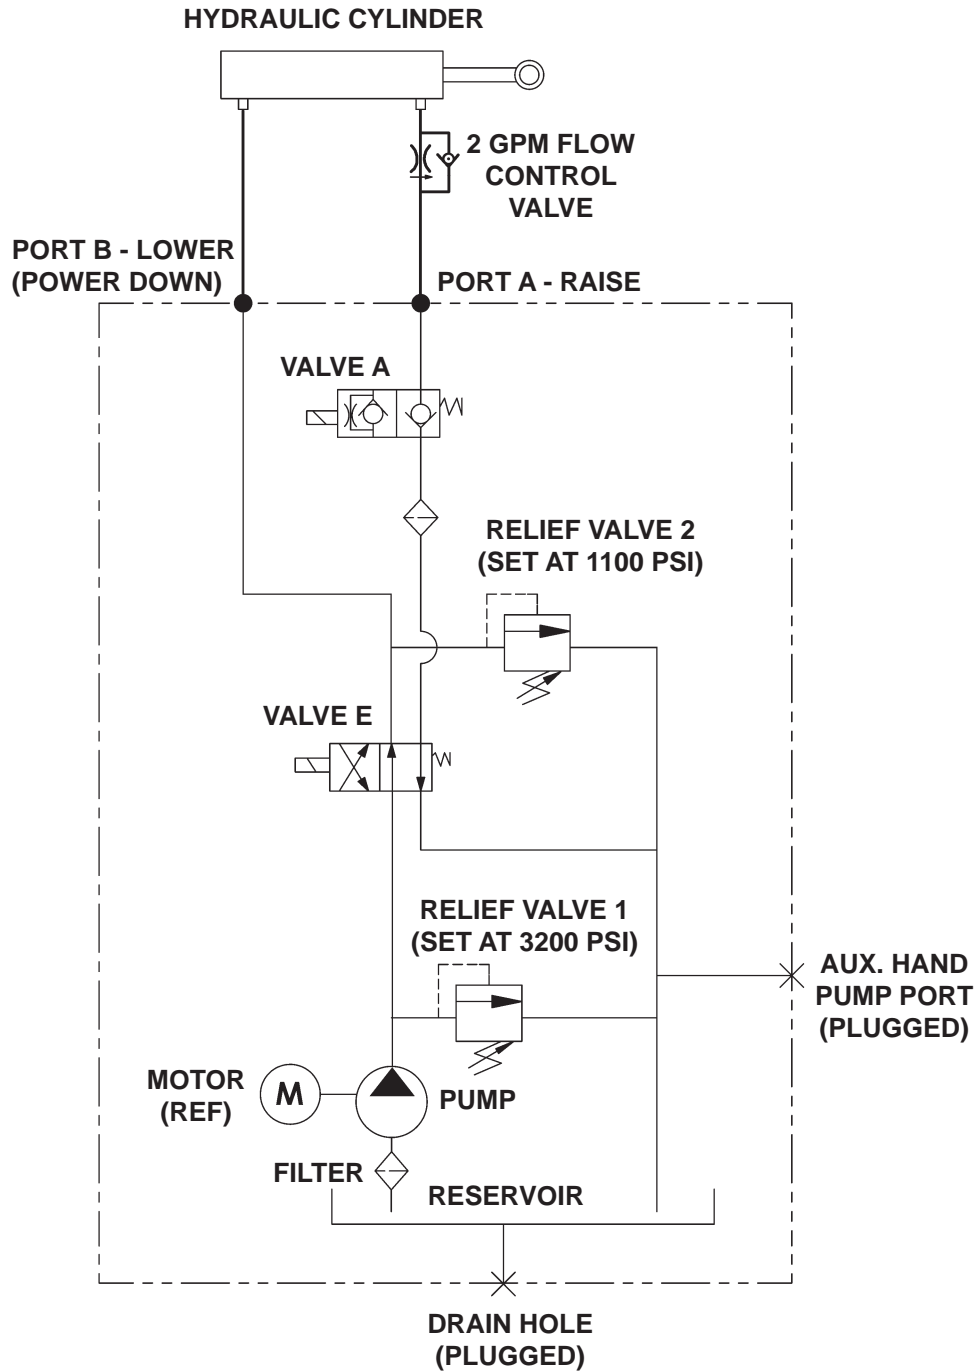 HYDRAULIC CYLINDER
2 GPM FLOW
CONTROL
VALVE
PORT B - LOWER
(POWER DOWN)
PORT A - RAISE
VALVE A
RELIEF VALVE 2
(SET AT 1100 PSI)
VALVE E
RELIEF VALVE 1
(SET AT 3200 PSI)
AUX. HAND
PUMP PORT
(PLUGGED)
MOTOR
(REF)
M
PUMP
FILTER
RESERVOIR
DRAIN HOLE
(PLUGGED)